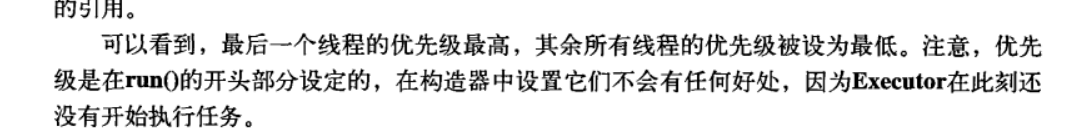 的引用。
可以看到，最后一个线程的优先级最高，其余所有线程的优先级被设为最低。注意，优先
级是在run()的开头部分设定的，在构造器中设置它们不会有任何好处，因为Executor在此刻还
没有开始执行任务。